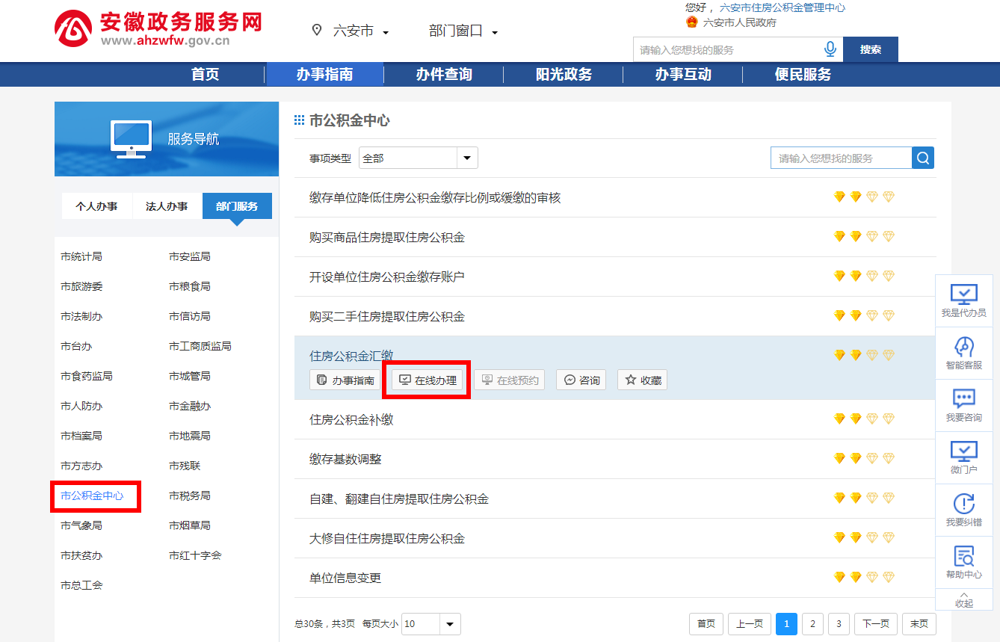 安徽政务服务网
www.ahzwfw.gov.cn
六安市
部门窗口
您好， 六安市住房公积金管理中心
六安市人民政府
请输入您想找的服务
搜索
首页
办事指南
办件查询
阳光政务
办事互动
便民服务
服务导航
个人办事
法人办事
部门服务
市统计局 市安监局
市旅游委 市粮食局
市法制办 市信访局
市台办 市工商质监局
市食药监局 市城管局
市人防办 市金融办
市档案局 市地震局
市方志办 市残联
市公积金中心 市税务局
市气象局 市烟草局
市扶贫办 市红十字会
市总工会
市公积金中心
事项类型 全部
请输入您想找的服务
缴存单位降低住房公积金缴存比例或缓缴的审核
购买商品住房提取住房公积金
开设单位住房公积金缴存账户
购买二手住房提取住房公积金
住房公积金汇缴
办事指南 在线办理 在线预约 咨询 收藏
住房公积金补缴
缴存基数调整
自建、翻建自住房提取住房公积金
大修自住住房提取住房公积金
单位信息变更
总30条，共3页 每页大小 10
首页 上一页 1 2 3 下一页 末页
我是代办员
智能客服
我要咨询
微门户
我要纠错
帮助中心
收起